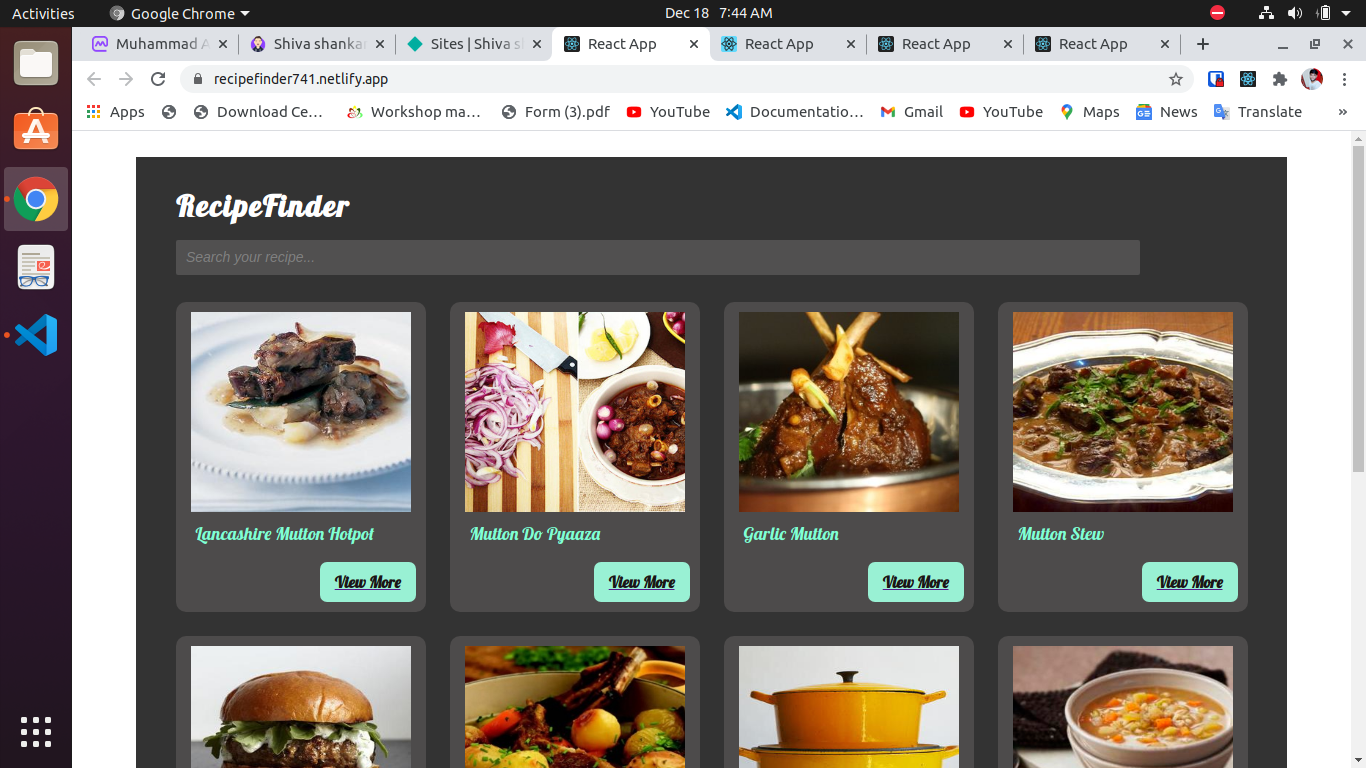 Activities Google Chrome Dec 18 7:44 AM
Muhammad A Shiva shankar Sites | Shiva sh React App React App React App React App
recipefinder741.netlify.app
Apps Download Ce… Workshop ma… Form (3).pdf YouTube Documentatio… Gmail YouTube Maps News Translate »
RecipeFinder
Search your recipe...
Lancashire Mutton Hotpot Mutton Do Pyaaza Garlic Mutton Mutton Stew
View More View More View More View More